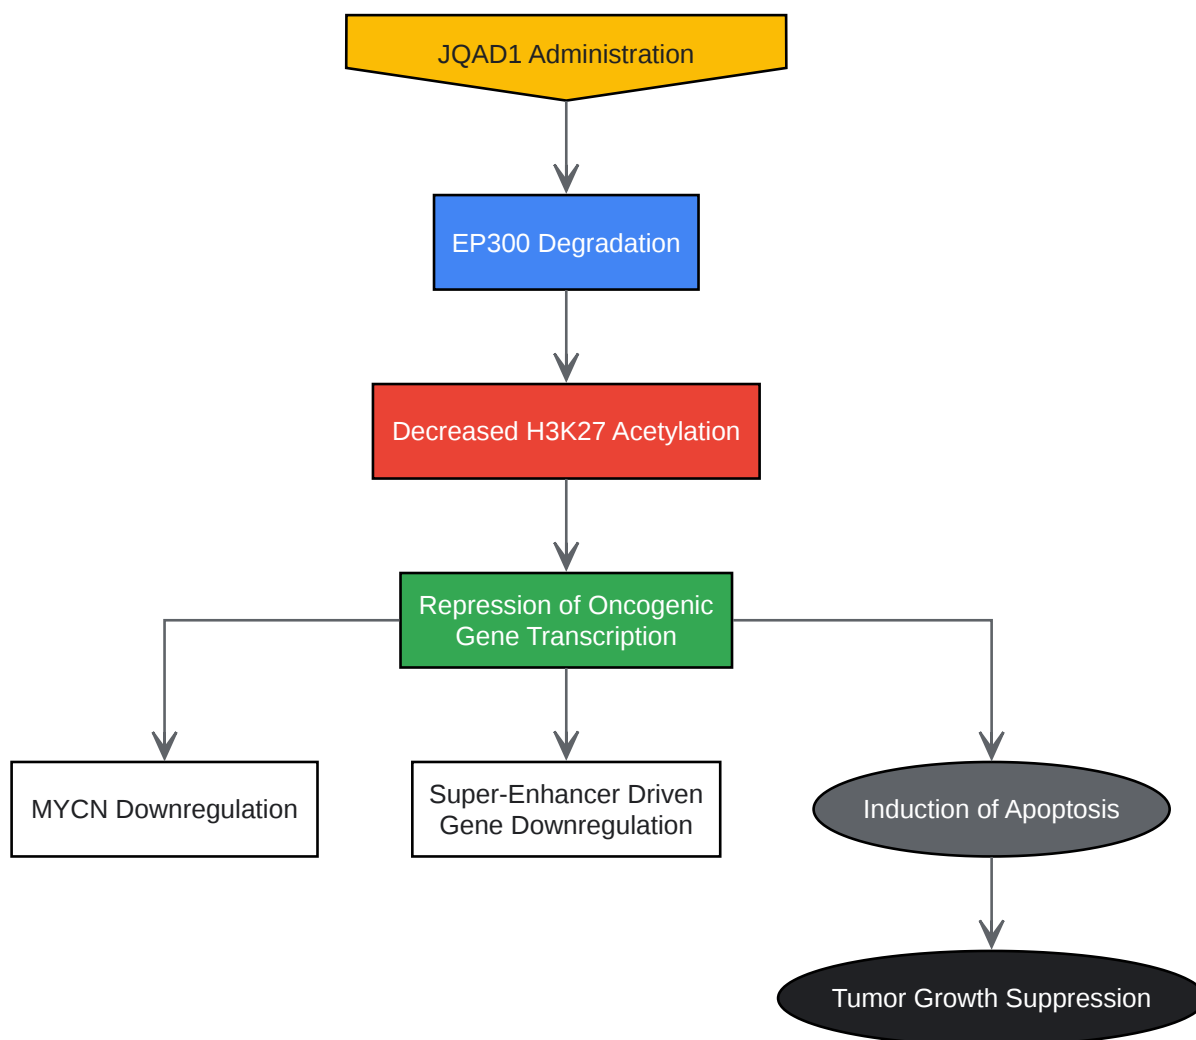 JQAD1 Administration
EP300 Degradation
Decreased H3K27 Acetylation
Repression of Oncogenic
Gene Transcription
MYCN Downregulation
Super-Enhancer Driven
Gene Downregulation
Induction of Apoptosis
Tumor Growth Suppression